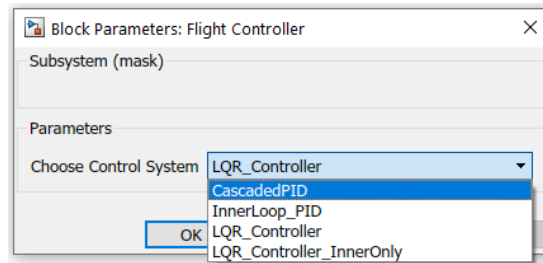 Block Parameters: Flight Controller
Subsystem (mask)
Parameters
Choose Control System LQR_Controller
CascadedPID
InnerLoop_PID
LQR_Controller
OK
LQR_Controller_InnerOnly